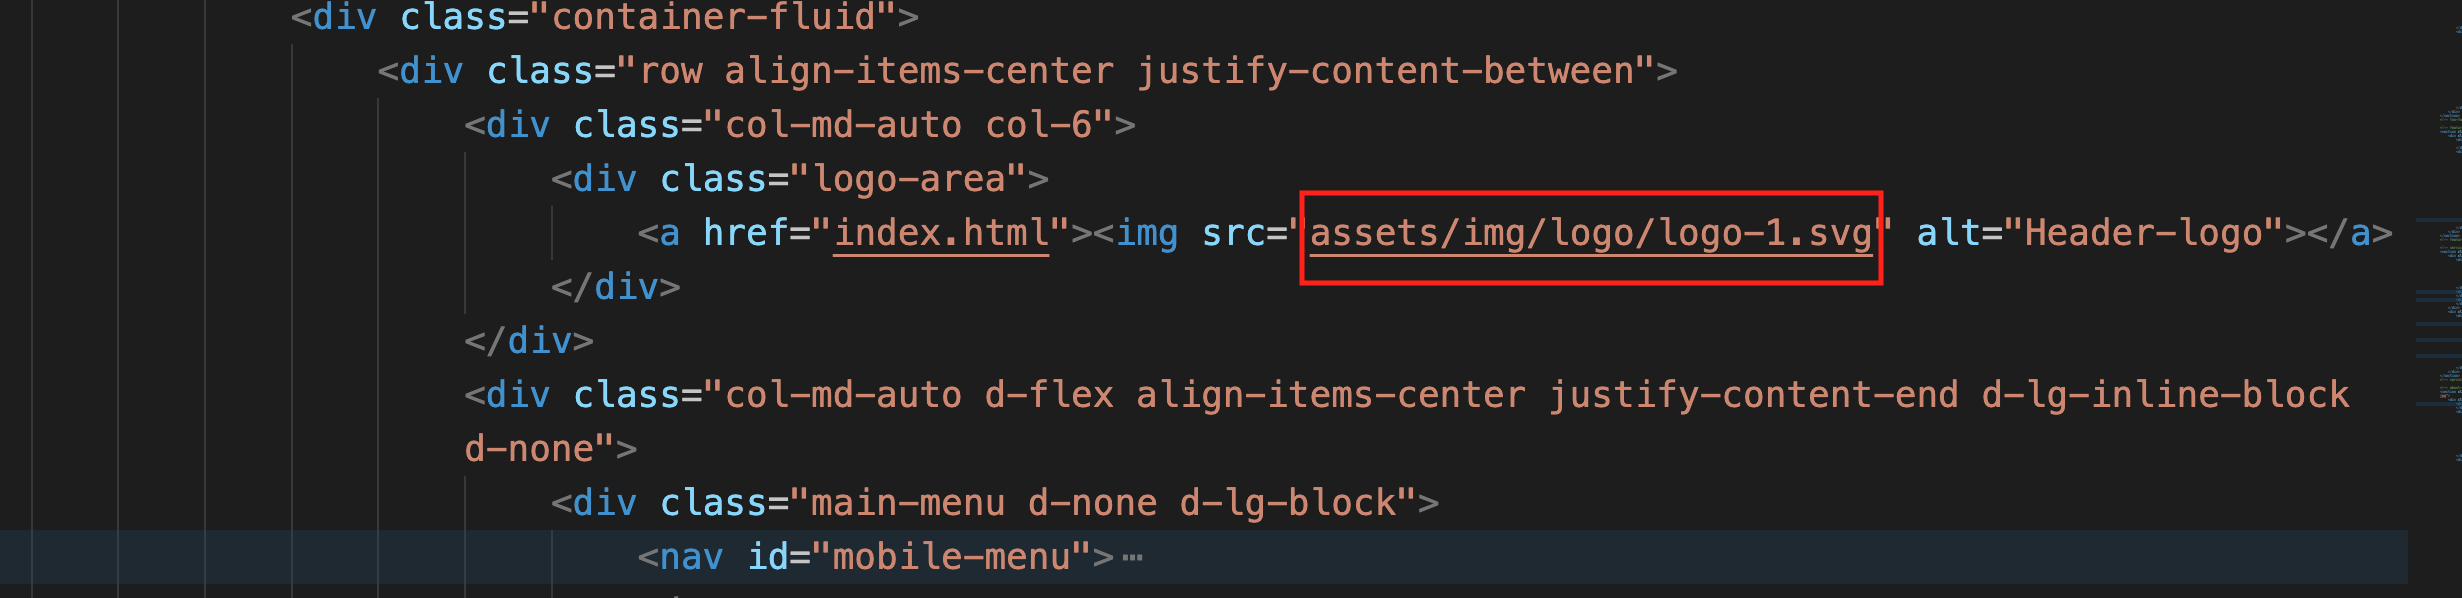 <div class="container-fluid">
<div class="row align-items-center justify-content-between">
<div class="col-md-auto col-6">
<div class="logo-area">
<a href="index.html"><img src="assets/img/logo/logo-1.svg" alt="Header-logo"></a>
</div>
</div>
<div class="col-md-auto d-flex align-items-center justify-content-end d-lg-inline-block
d-none">
<div class="main-menu d-none d-lg-block">
<nav id="mobile-menu">⋯